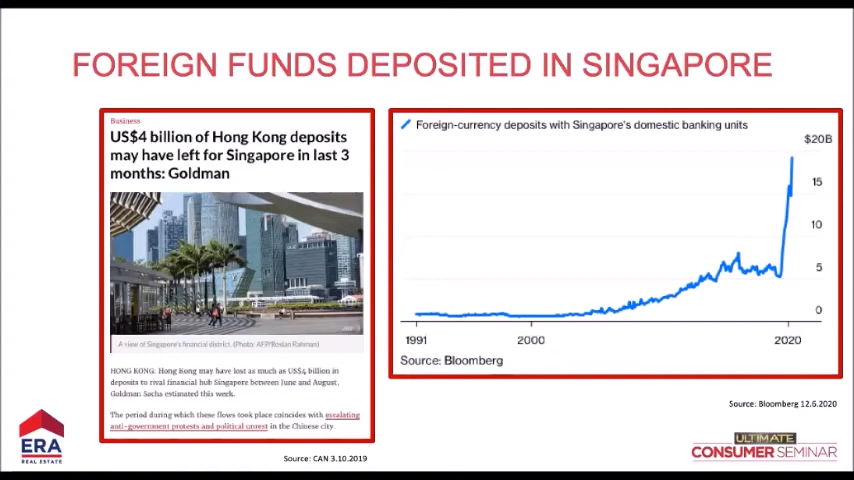 FOREIGN FUNDS DEPOSITED IN SINGAPORE
Business
US$4 billion of Hong Kong deposits
may have left for Singapore in last 3
months: Goldman
A view of Singapore's financial district. (Photo: AFP/Roslan Rahman)
HONG KONG: Hong Kong may have lost as much as US$4 billion in
deposits to rival financial hub Singapore between June and August,
Goldman Sachs estimated this week.
The period during which these flows took place coincides with escalating
anti-government protests and political unrest in the Chinese city.
Source: CAN 3.10.2019
Foreign-currency deposits with Singapore's domestic banking units
$20B
15
10
5
0
1991
2000
2020
Source: Bloomberg
Source: Bloomberg 12.6.2020
ERA
REAL ESTATE
ULTIMATE
CONSUMER SEMINAR